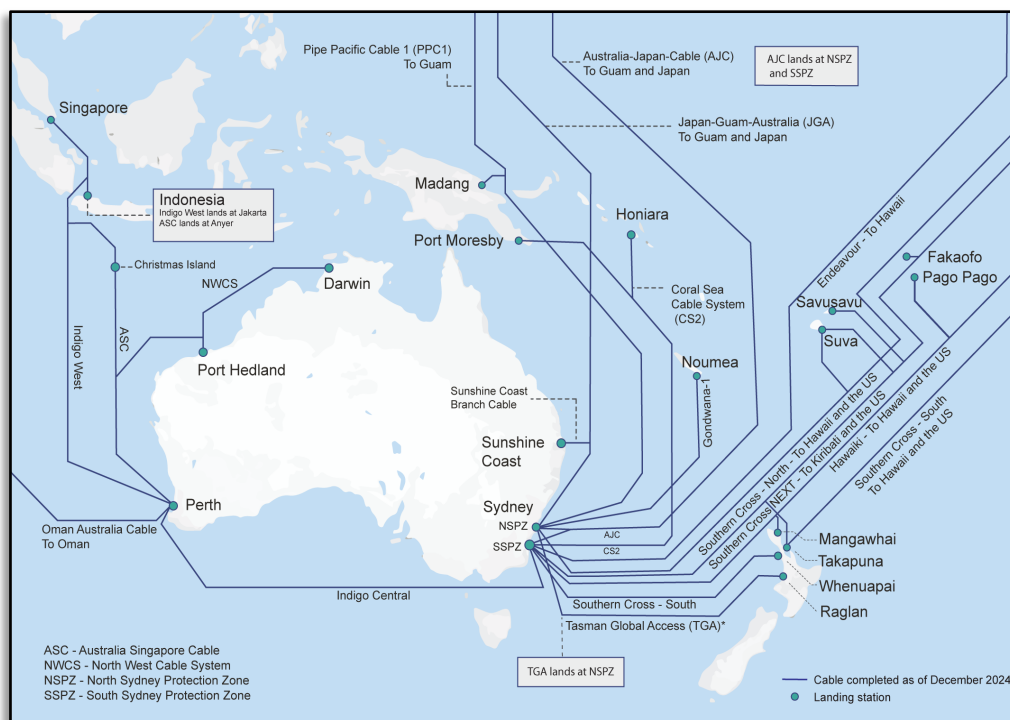 Pipe Pacific Cable 1 (PPC1)
To Guam
Australia-Japan-Cable (AJC)
To Guam and Japan
AJC lands at NSPZ
and SSPZ
Singapore
Japan-Guam-Australia (JGA)
To Guam and Japan
Indonesia
Indigo West lands at Jakarta
ASC lands at Anyer
Madang
Honiara
Port Moresby
Endeavour - To Hawaii
Fakaofo
Pago Pago
Christmas Island
NWCS
Darwin
Coral Sea
Cable System
(CS2)
Savusavu
Suva
Indigo West
ASC
Port Hedland
Noumea
Gondwana-1
Sunshine Coast
Branch Cable
Sunshine
Coast
Southern Cross - North - To Hawaii and the US
Southern Cross NEXT - To Kiribati and the US
Hawaiki - To Hawaii and the US
Southern Cross - South
To Hawaii and the US
Perth
Sydney
NSPZ
SSPZ
AJC
CS2
Oman Australia Cable
To Oman
Mangawhai
Takapuna
Whenuapai
Raglan
Indigo Central
Southern Cross - South
Tasman Global Access (TGA)*
TGA lands at NSPZ
ASC - Australia Singapore Cable
NWCS - North West Cable System
NSPZ - North Sydney Protection Zone
SSPZ - South Sydney Protection Zone
Cable completed as of December 2024
Landing station